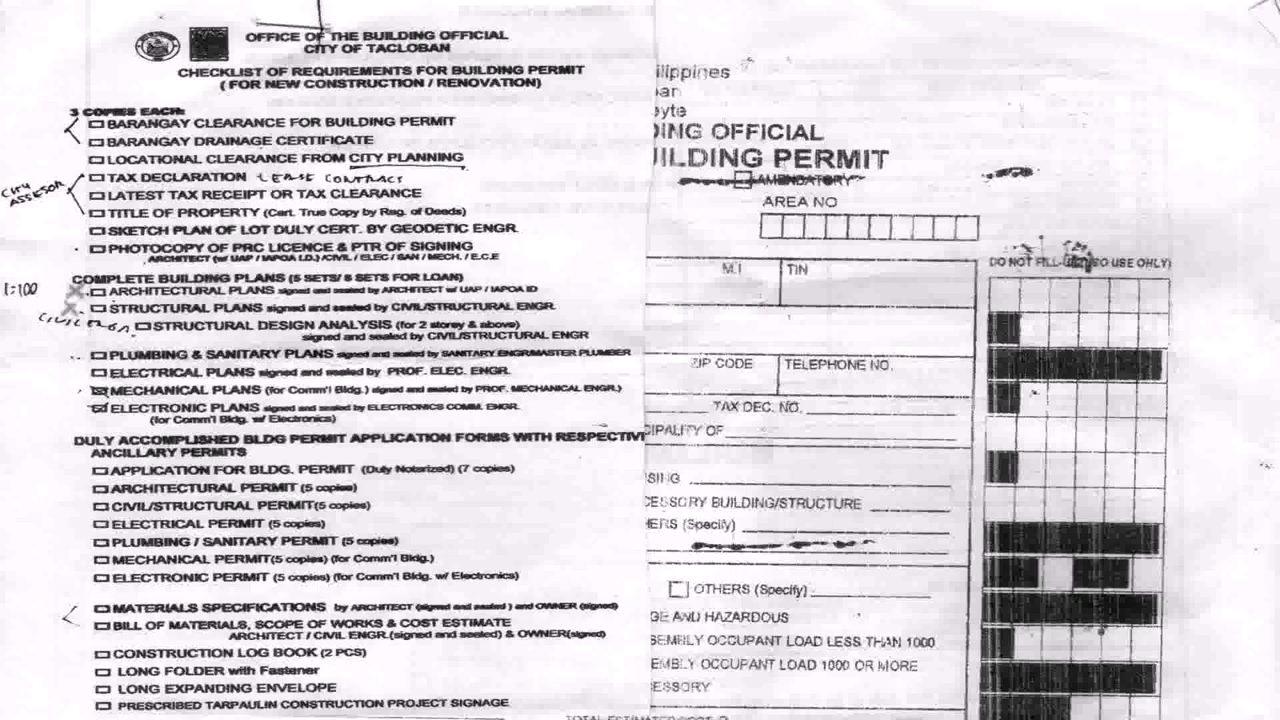 OFFICE OF THE BUILDING OFFICIAL
CITY OF TACLOBAN
CHECKLIST OF REQUIREMENTS FOR BUILDING PERMIT
( FOR NEW CONSTRUCTION / RENOVATION)
3 COPIES EACH:
BARANGAY CLEARANCE FOR BUILDING PERMIT
BARANGAY DRAINAGE CERTIFICATE
LOCATIONAL CLEARANCE FROM CITY PLANNING
TAX DECLARATION LEASE CONTRACT
CITY ASSESOR
LATEST TAX RECEIPT OR TAX CLEARANCE
TITLE OF PROPERTY (Cert. True Copy by Reg. of Deeds)
SKETCH PLAN OF LOT DULY CERT. BY GEODETIC ENGR.
PHOTOCOPY OF PRC LICENCE & PTR OF SIGNING
ARCHITECT (w/ UAP / IAPOA I.D.) /CIVIL / ELEC / SAN / MECH. / E.C.E
COMPLETE BUILDING PLANS (5 SETS/ 6 SETS FOR LOAN)
1:100
ARCHITECTURAL PLANS signed and sealed by ARCHITECT w/ UAP / IAPOA ID
STRUCTURAL PLANS signed and sealed by CIVIL/STRUCTURAL ENGR.
STRUCTURAL DESIGN ANALYSIS (for 2 storey & above)
signed and sealed by CIVIL/STRUCTURAL ENGR
PLUMBING & SANITARY PLANS signed and sealed by SANITARY ENGR/MASTER PLUMBER
ELECTRICAL PLANS signed and sealed by PROF. ELEC. ENGR.
MECHANICAL PLANS (for Comm'l Bldg.) signed and sealed by PROF. MECHANICAL ENGR.)
ELECTRONIC PLANS signed and sealed by ELECTRONICS COMM. ENGR.
(for Comm'l Bldg. w/ Electronics)
DULY ACCOMPLISHED BLDG PERMIT APPLICATION FORMS WITH RESPECTIV
ANCILLARY PERMITS
APPLICATION FOR BLDG. PERMIT (Duly Notarized) (7 copies)
ARCHITECTURAL PERMIT (5 copies)
CIVIL/STRUCTURAL PERMIT(5 copies)
ELECTRICAL PERMIT (5 copies)
PLUMBING / SANITARY PERMIT (5 copies)
MECHANICAL PERMIT(5 copies) (for Comm'l Bldg.)
ELECTRONIC PERMIT (5 copies) (for Comm'l Bldg. w/ Electronics)
MATERIALS SPECIFICATIONS by ARCHITECT (signed and sealed ) and OWNER (signed)
BILL OF MATERIALS, SCOPE OF WORKS & COST ESTIMATE
ARCHITECT / CIVIL ENGR.(signed and sealed) & OWNER(signed)
CONSTRUCTION LOG BOOK (2 PCS)
LONG FOLDER with Fastener
LONG EXPANDING ENVELOPE
PRESCRIBED TARPAULIN CONSTRUCTION PROJECT SIGNAGE
ilippines
ban
eyte
DING OFFICIAL
UILDING PERMIT
AMENDATORY
AREA NO
DO NOT FILL-UP USE ONLY)
M.I TIN
ZIP CODE TELEPHONE NO.
TAX DEC. NO.
CIPALITY OF
SING
CESSORY BUILDING/STRUCTURE
HERS (Specify)
OTHERS (Specify)
GE AND HAZARDOUS
SEMBLY OCCUPANT LOAD LESS THAN 1000
EMBLY OCCUPANT LOAD 1000 OR MORE
ESSORY